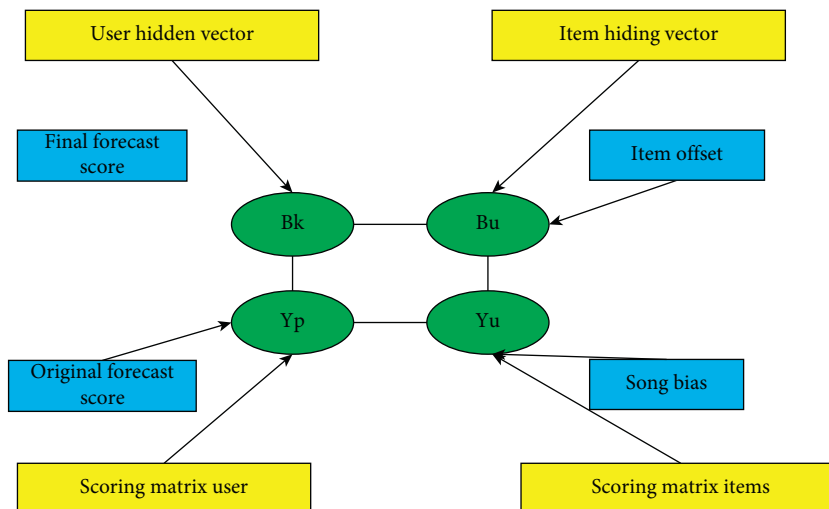 User hidden vector
Item hiding vector
Final forecast
score
Item offset
Bk
Bu
Yp
Yu
Original forecast
score
Song bias
Scoring matrix user
Scoring matrix items